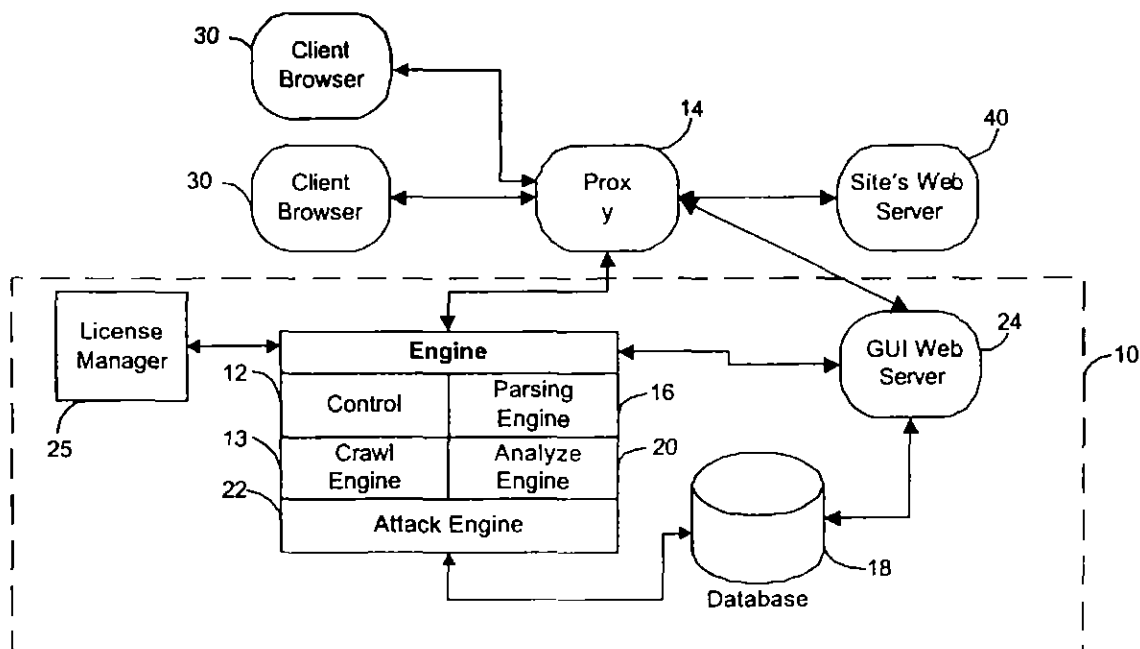 30
Client
Browser
14
40
30
Client
Browser
Prox
y
Site's Web
Server
License
Manager
25
Engine
12
Control
Parsing
Engine
16
13
Crawl
Engine
Analyze
Engine
20
22
Attack Engine
24
GUI Web
Server
10
18
Database